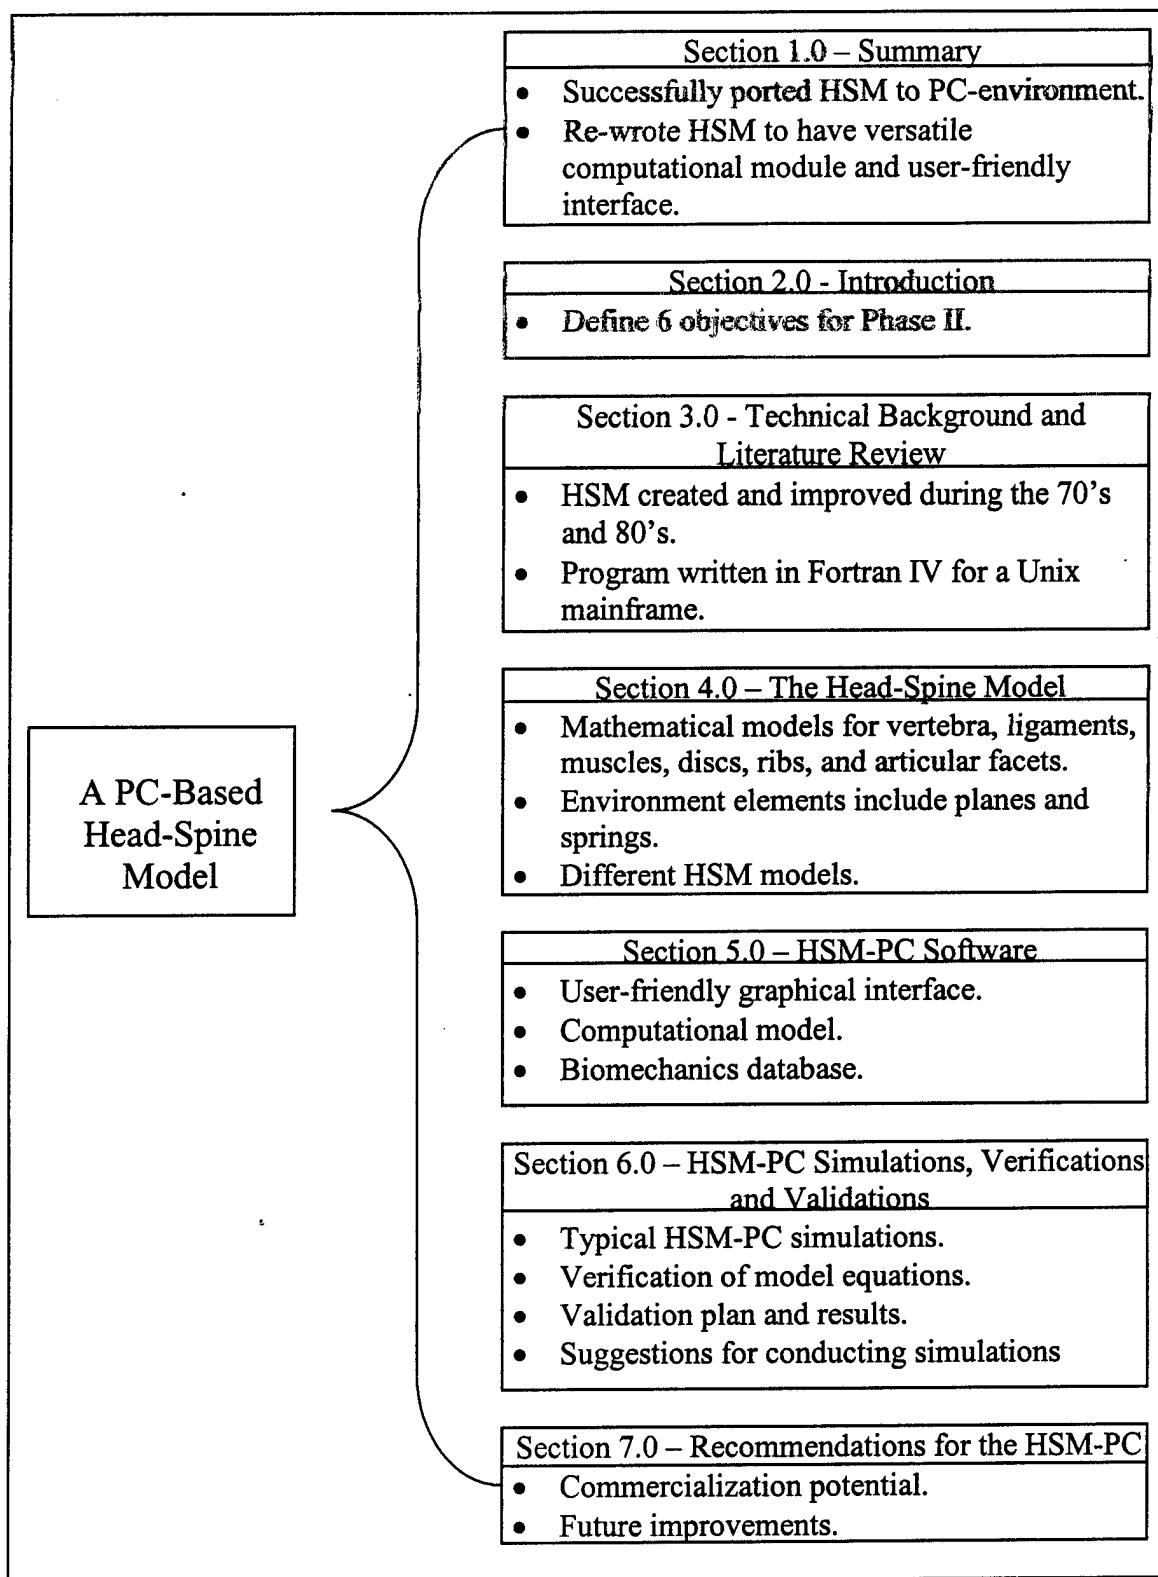 A PC-Based
Head-Spine
Model
Section 1.0 – Summary
• Successfully ported HSM to PC-environment.
• Re-wrote HSM to have versatile
computational module and user-friendly
interface.
Section 2.0 - Introduction
• Define 6 objectives for Phase II.
Section 3.0 - Technical Background and
Literature Review
• HSM created and improved during the 70's
and 80's.
• Program written in Fortran IV for a Unix
mainframe.
Section 4.0 – The Head-Spine Model
• Mathematical models for vertebra, ligaments,
muscles, discs, ribs, and articular facets.
• Environment elements include planes and
springs.
• Different HSM models.
Section 5.0 – HSM-PC Software
• User-friendly graphical interface.
• Computational model.
• Biomechanics database.
Section 6.0 – HSM-PC Simulations, Verifications
and Validations
• Typical HSM-PC simulations.
• Verification of model equations.
• Validation plan and results.
• Suggestions for conducting simulations
Section 7.0 – Recommendations for the HSM-PC
• Commercialization potential.
• Future improvements.